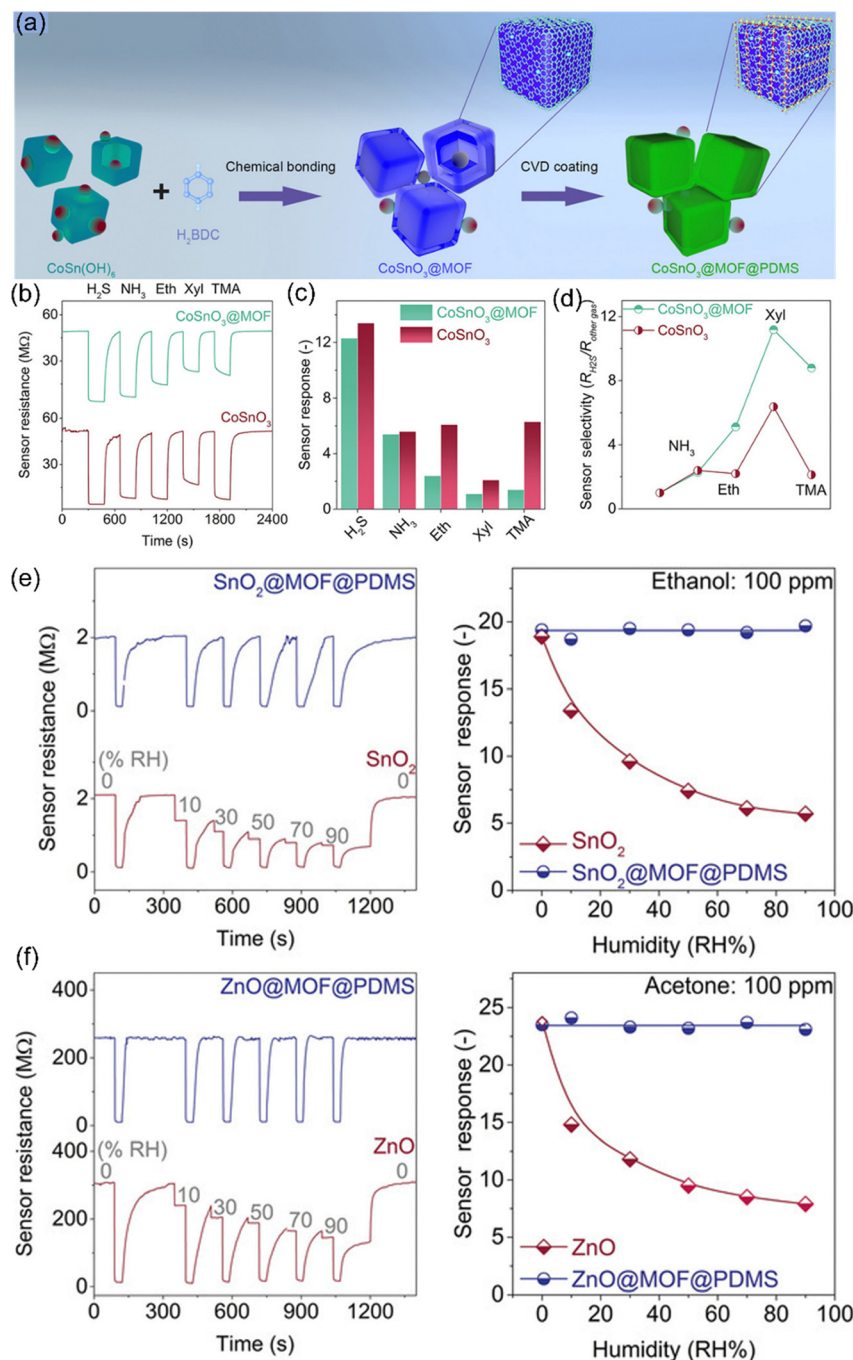 (a)
Chemical bonding
CVD coating
+
H₂BDC
CoSn(OH)₆
CoSnO₃@MOF
CoSnO₃@MOF@PDMS
(b)
H₂S NH₃ Eth Xyl TMA
Sensor resistance (MΩ)
60
CoSnO₃@MOF
30
60
CoSnO₃
30
0 600 1200 1800 2400
Time (s)
(c)
Sensor response (-)
12
8
4
0
CoSnO₃@MOF
CoSnO₃
H₂S NH₃ Eth Xyl TMA
(d)
Sensor selectivity (R_H2S/R_other gas)
12
8
4
0
CoSnO₃@MOF
CoSnO₃
Xyl
NH₃
Eth
TMA
(e)
Sensor resistance (MΩ)
SnO₂@MOF@PDMS
2
0
(% RH)
SnO₂
0 10 30 50 70 90 0
2
0
0 300 600 900 1200
Time (s)
Sensor response (-)
Ethanol: 100 ppm
25
20
15
10
5
0
SnO₂
SnO₂@MOF@PDMS
0 20 40 60 80 100
Humidity (RH%)
(f)
Sensor resistance (MΩ)
400
ZnO@MOF@PDMS
200
0
(% RH)
ZnO
0 10 30 50 70 90 0
400
200
0
0 300 600 900 1200
Time (s)
Sensor response (-)
Acetone: 100 ppm
25
20
15
10
5
0
ZnO
ZnO@MOF@PDMS
0 20 40 60 80 100
Humidity (RH%)